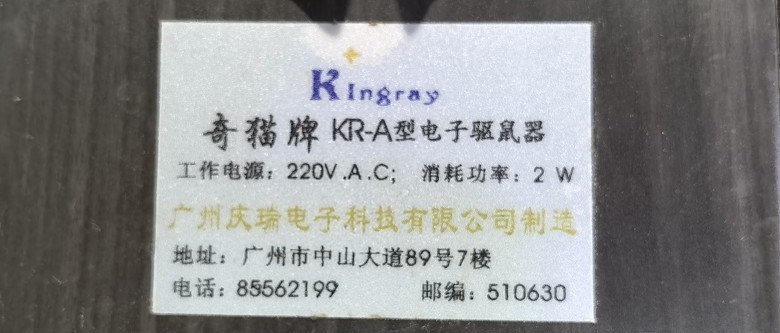 Kingray
奇猫牌 KR-A型电子驱鼠器
工作电源：220V.A.C; 消耗功率：2 W
广州庆瑞电子科技有限公司制造
地址：广州市中山大道89号7楼
电话：85562199 邮编：510630